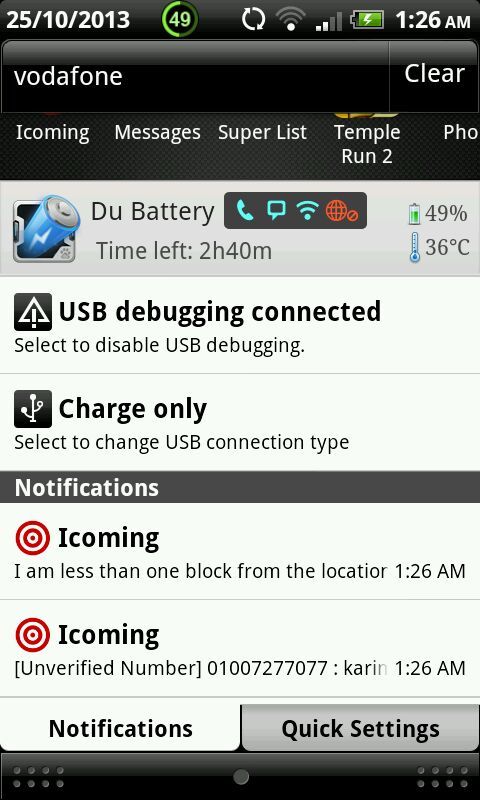 25/10/2013 49 1:26 AM
vodafone Clear
Icoming Messages Super List Temple Run 2 Pho
Du Battery 49%
Time left: 2h40m 36°C
USB debugging connected
Select to disable USB debugging.
Charge only
Select to change USB connection type
Notifications
Icoming
I am less than one block from the location 1:26 AM
Icoming
[Unverified Number] 01007277077 : karin 1:26 AM
Notifications Quick Settings